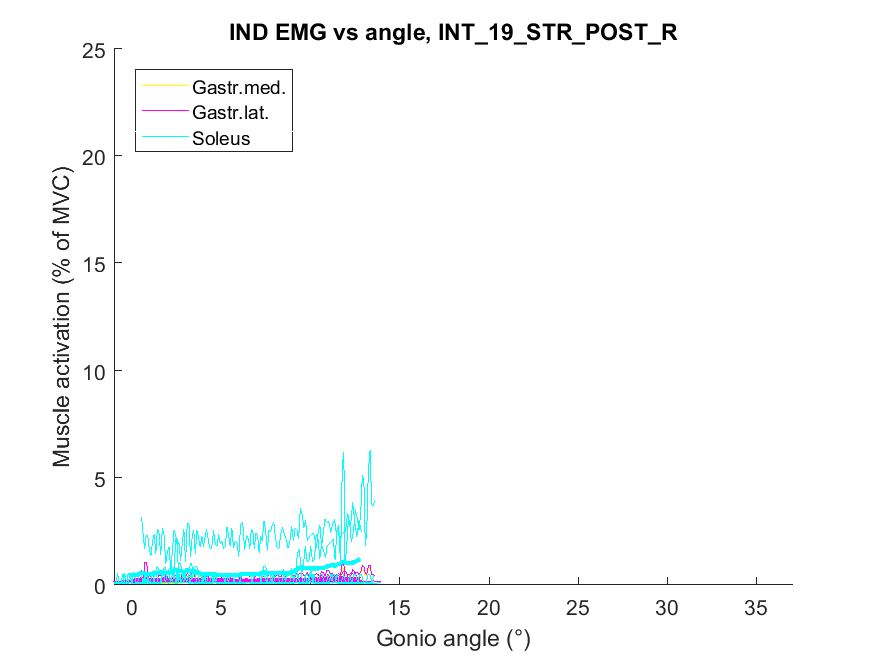 IND EMG vs angle, INT_19_STR_POST_R
25
Gastr.med.
Gastr.lat.
Soleus
20
15
10
5
0
Muscle activation (% of MVC)
0 5 10 15 20 25 30 35
Gonio angle (°)